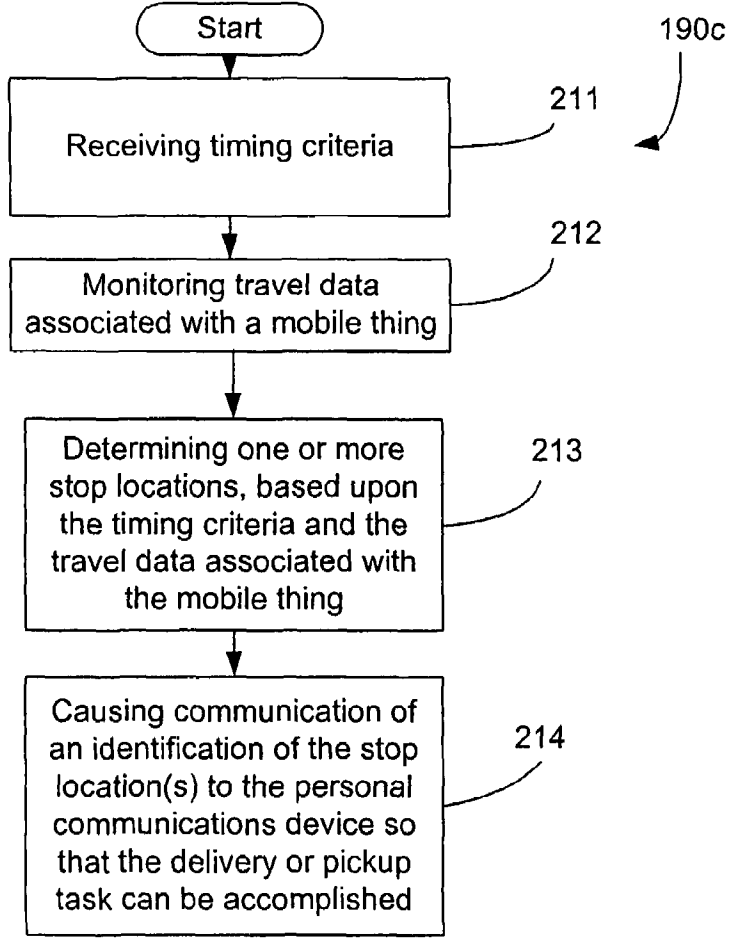 Start
190c
Receiving timing criteria
211
Monitoring travel data
associated with a mobile thing
212
Determining one or more
stop locations, based upon
the timing criteria and the
travel data associated with
the mobile thing
213
Causing communication of
an identification of the stop
location(s) to the personal
communications device so
that the delivery or pickup
task can be accomplished
214